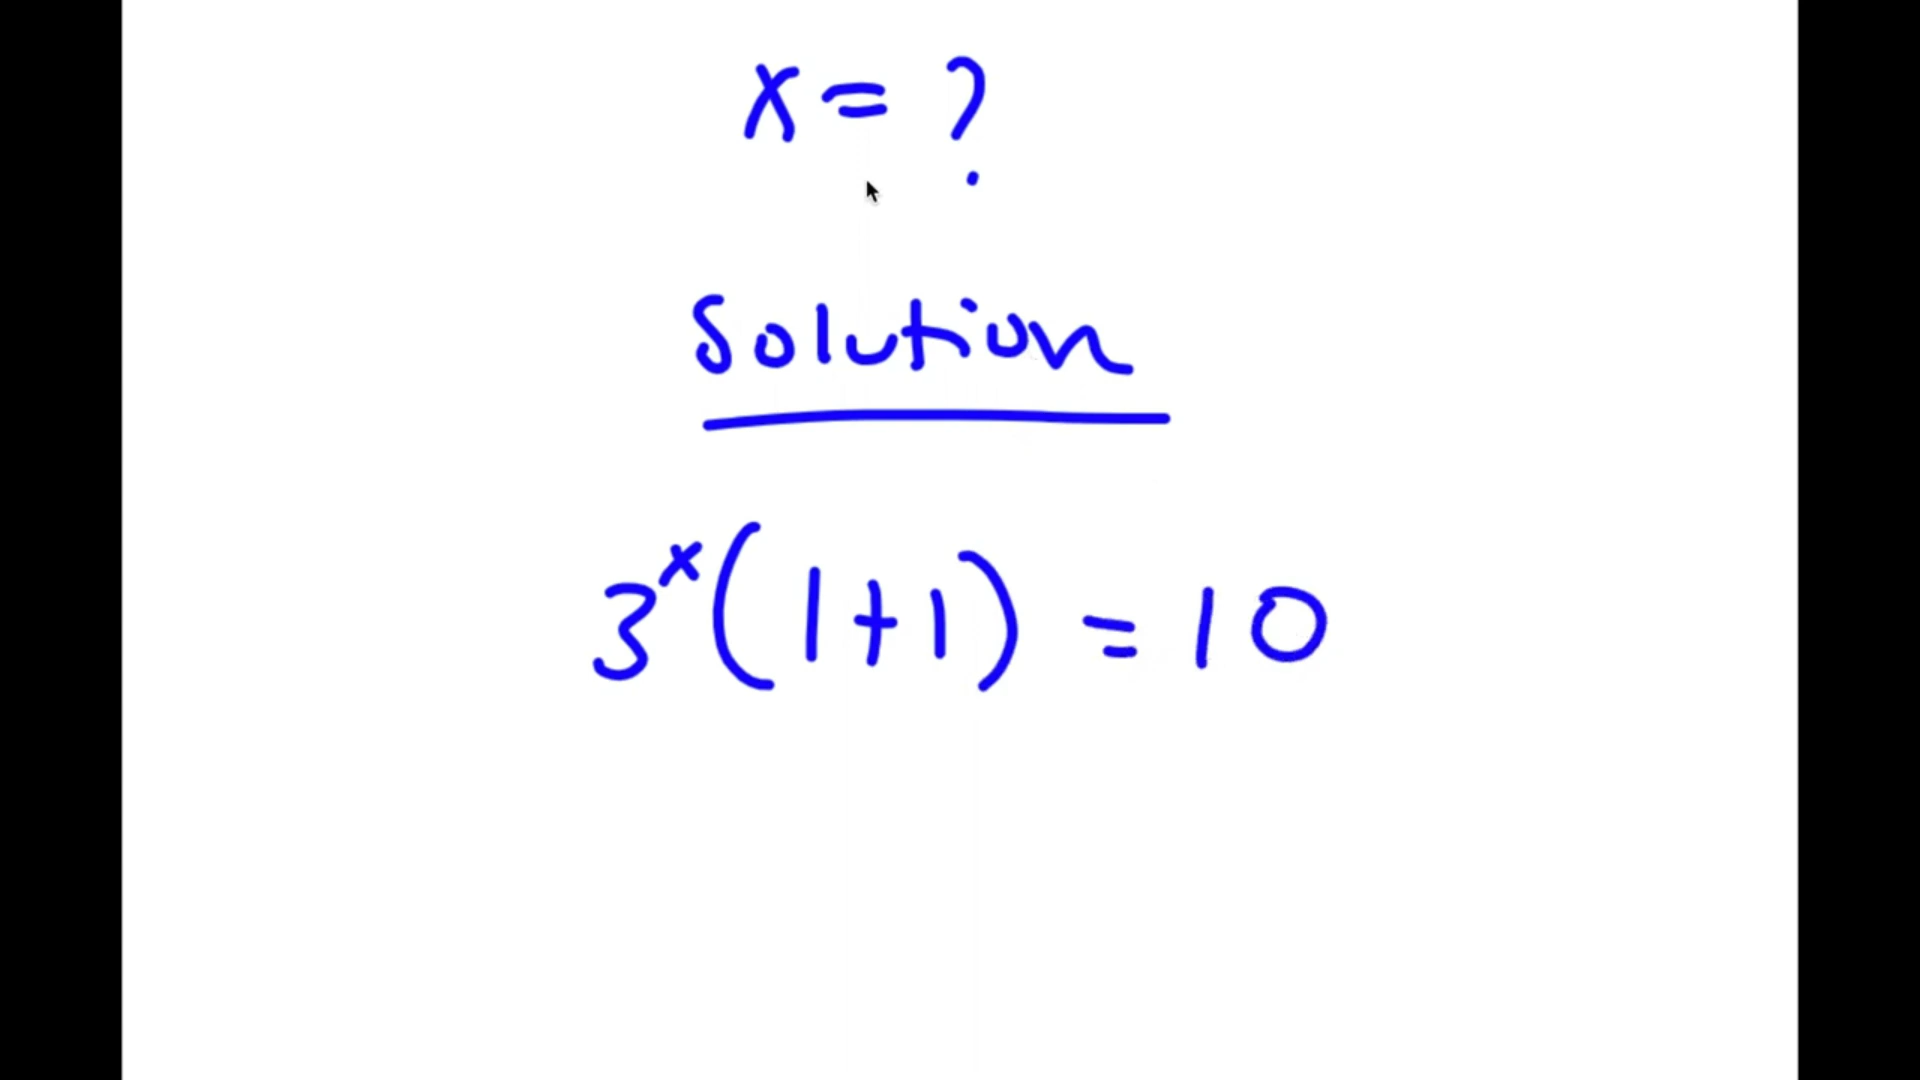 x = ?
Solution
3^x (1+1) = 10